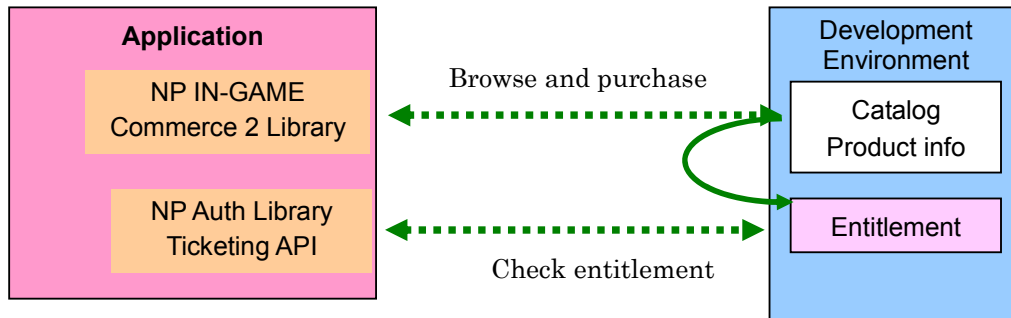 Application
NP IN-GAME
Commerce 2 Library
NP Auth Library
Ticketing API
Browse and purchase
Check entitlement
Development
Environment
Catalog
Product info
Entitlement